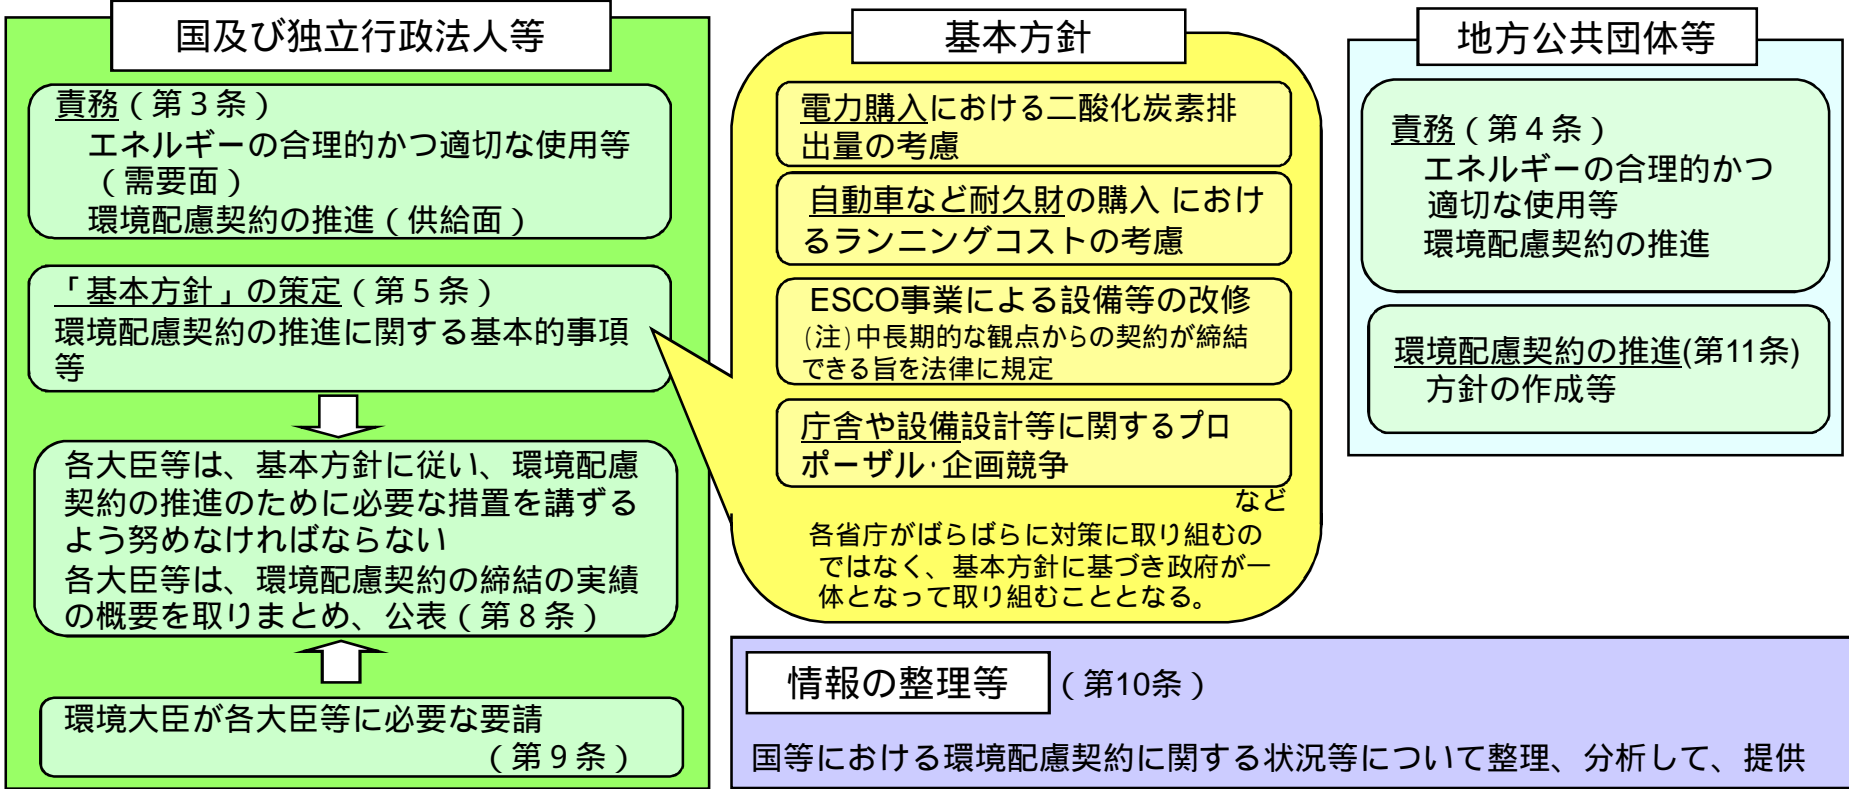 国及び独立行政法人等
責務（第３条）
エネルギーの合理的かつ適切な使用等
（需要面）
環境配慮契約の推進（供給面）
「基本方針」の策定（第５条）
環境配慮契約の推進に関する基本的事項
等
各大臣等は、基本方針に従い、環境配慮
契約の推進のために必要な措置を講ずる
よう努めなければならない
各大臣等は、環境配慮契約の締結の実績
の概要を取りまとめ、公表（第８条）
環境大臣が各大臣等に必要な要請
（第９条）
基本方針
電力購入における二酸化炭素排
出量の考慮
自動車など耐久財の購入 におけ
るランニングコストの考慮
ESCO事業による設備等の改修
(注)中長期的な観点からの契約が締結
できる旨を法律に規定
庁舎や設備設計等に関するプロ
ポーザル・企画競争
など
各省庁がばらばらに対策に取り組むの
ではなく、基本方針に基づき政府が一
体となって取り組むこととなる。
地方公共団体等
責務（第４条）
エネルギーの合理的かつ
適切な使用等
環境配慮契約の推進
環境配慮契約の推進(第11条)
方針の作成等
情報の整理等（第10条）
国等における環境配慮契約に関する状況等について整理、分析して、提供